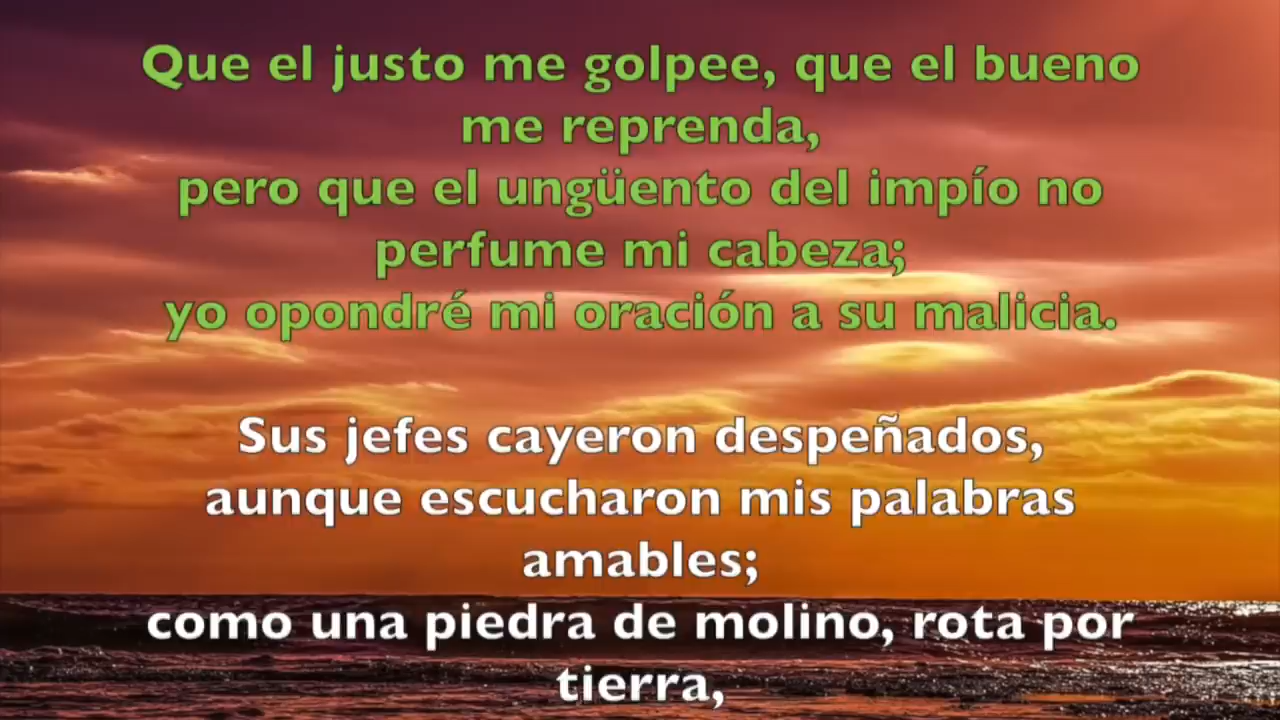 Que el justo me golpee, que el bueno
me reprenda,
pero que el ungüento del impío no
perfume mi cabeza;
yo opondré mi oración a su malicia.
Sus jefes cayeron despeñados,
aunque escucharon mis palabras
amables;
como una piedra de molino, rota por
tierra,